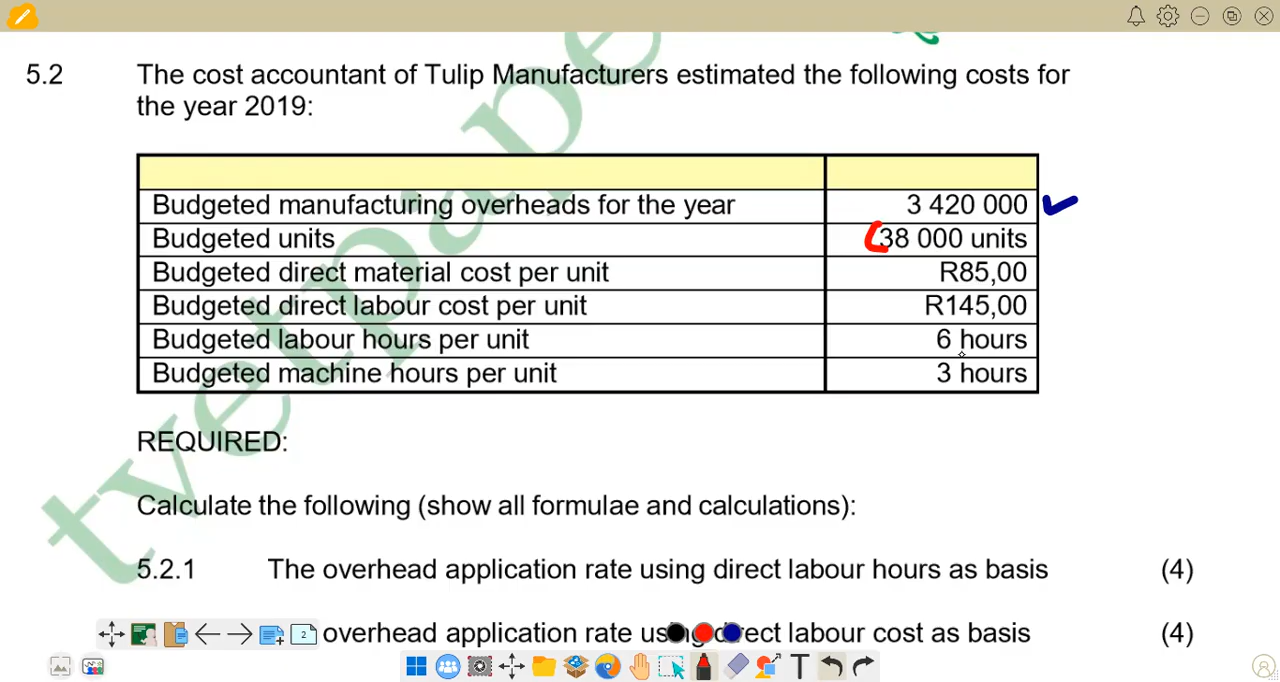 5.2 The cost accountant of Tulip Manufacturers estimated the following costs for
the year 2019:
Budgeted manufacturing overheads for the year 3 420 000
Budgeted units 38 000 units
Budgeted direct material cost per unit R85,00
Budgeted direct labour cost per unit R145,00
Budgeted labour hours per unit 6 hours
Budgeted machine hours per unit 3 hours
REQUIRED:
Calculate the following (show all formulae and calculations):
5.2.1 The overhead application rate using direct labour hours as basis (4)
overhead application rate using direct labour cost as basis (4)
2
tvetpape